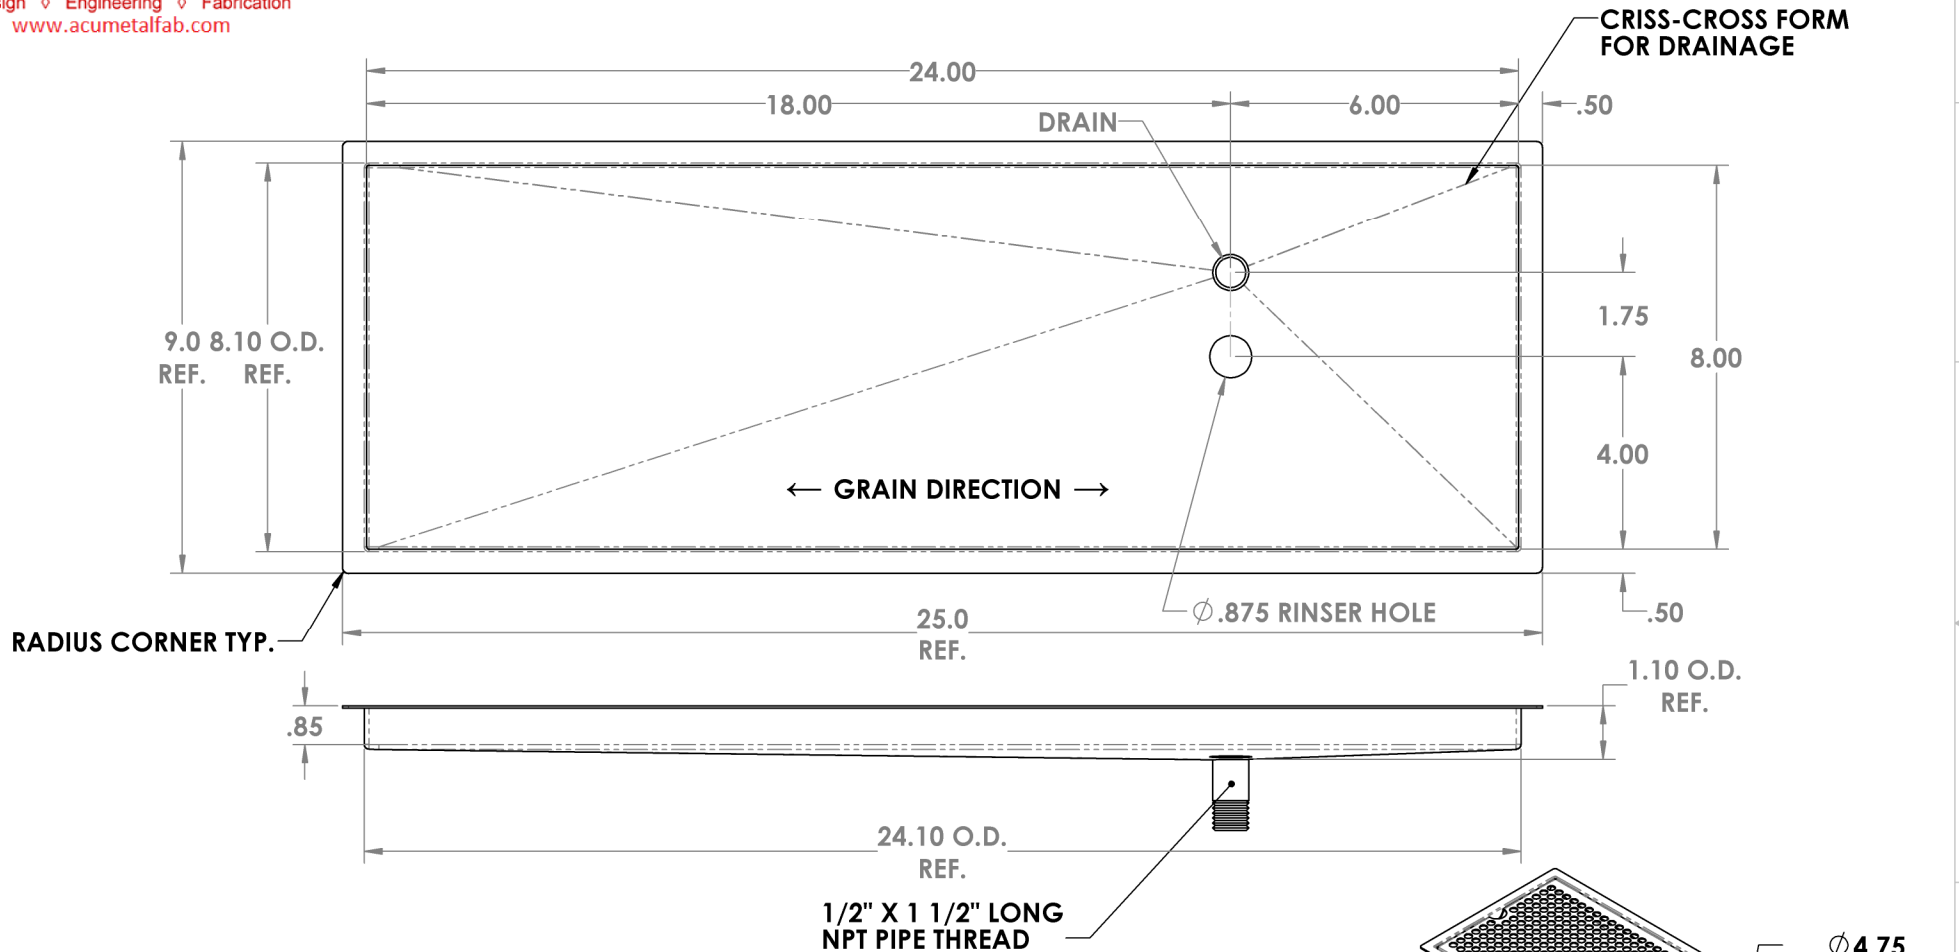 sign ◊ Engineering ◊ Fabrication
www.acumetalfab.com
CRISS-CROSS FORM
FOR DRAINAGE
24.00
18.00
6.00
.50
DRAIN
9.0
REF.
8.10 O.D.
REF.
1.75
8.00
4.00
← GRAIN DIRECTION →
∅.875 RINSER HOLE
.50
RADIUS CORNER TYP.
25.0
REF.
1.10 O.D.
REF.
.85
24.10 O.D.
REF.
1/2" X 1 1/2" LONG
NPT PIPE THREAD
∅4.75